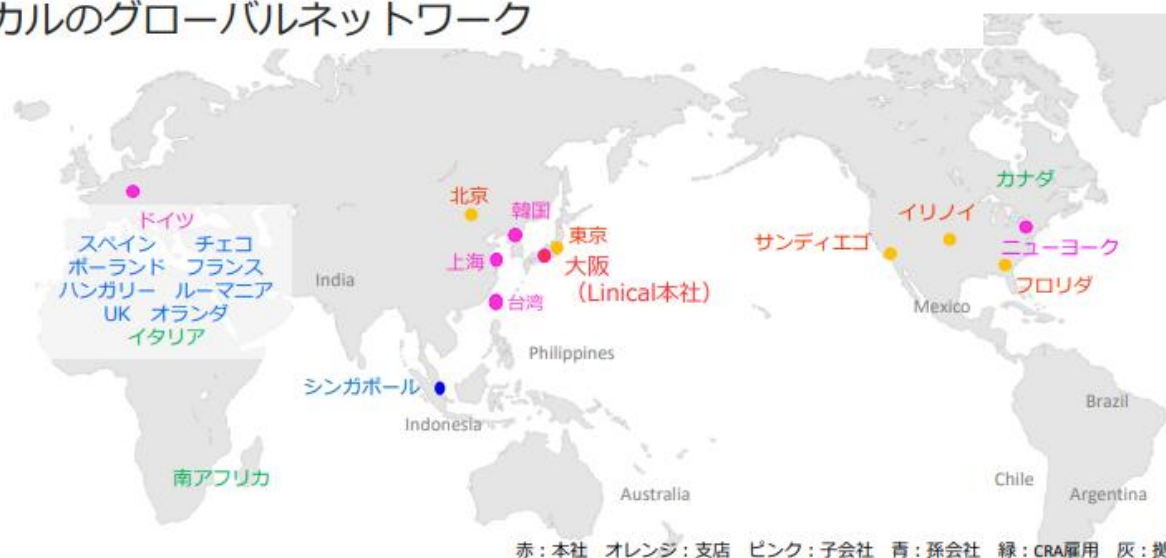 カルのグローバルネットワーク
カナダ
北京
韓国
イリノイ
ドイツ
スペイン チェコ
ポーランド フランス
ハンガリー ルーマニア
UK オランダ
イタリア
東京
サンディエゴ
ニューヨーク
上海
大阪
(Linical本社)
India
フロリダ
台湾
Mexico
Philippines
シンガポール
Indonesia
Brazil
南アフリカ
Australia
Chile
Argentina
赤:本社 オレンジ:支店 ピンク:子会社 青:孫会社 緑:CRA雇用 灰: